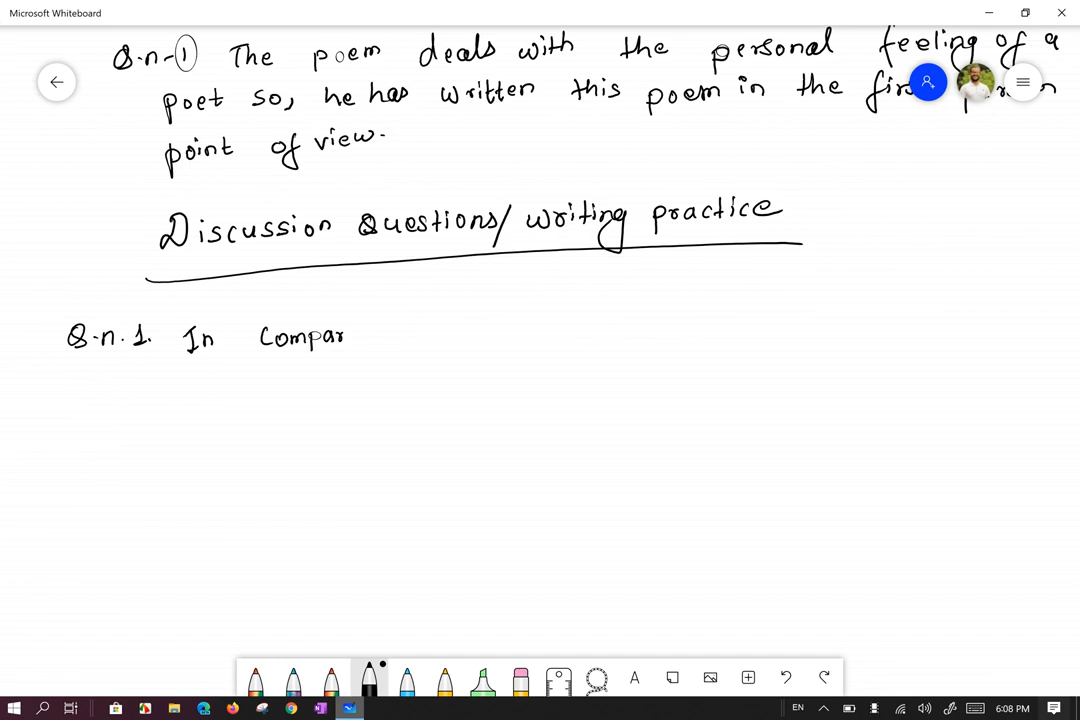 Microsoft Whiteboard
Q.n-① The poem deals with the personal feeling of a
poet so, he has written this poem in the
point of view.
Discussion Questions/writing practice
Q.n.1. In Compar
A
EN
6:08 PM